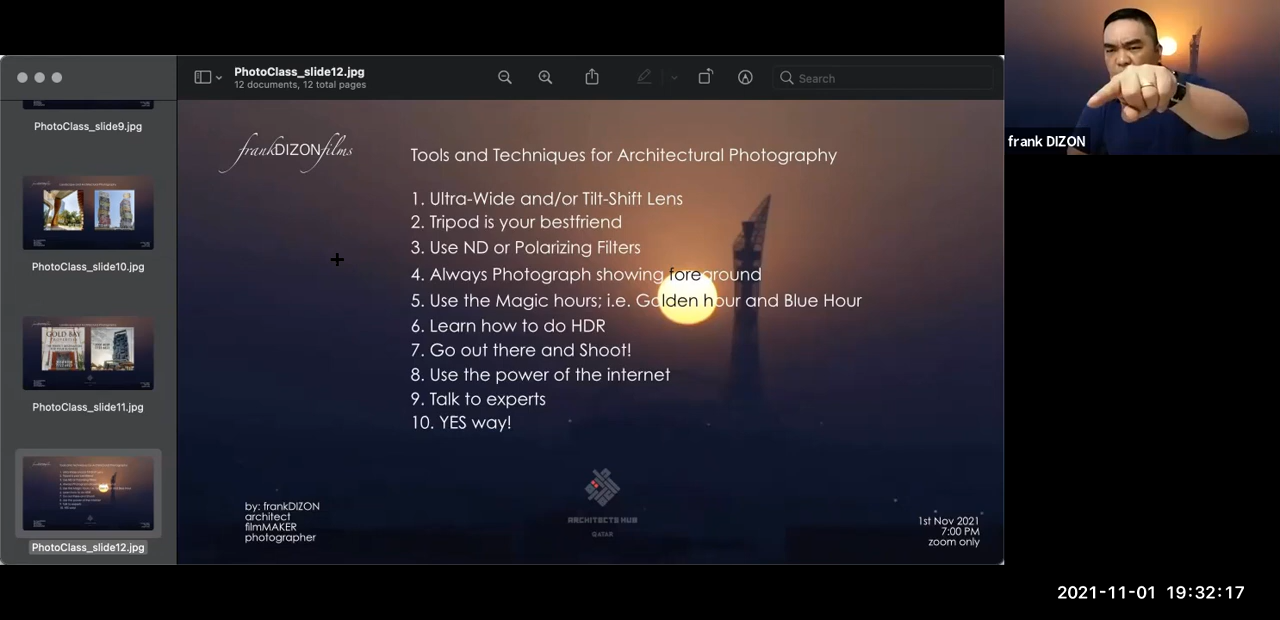 PhotoClass_slide12.jpg
12 documents, 12 total pages
Search
PhotoClass_slide9.jpg
PhotoClass_slide10.jpg
GOLD BAY
PhotoClass_slide11.jpg
PhotoClass_slide12.jpg
frankDIZONfilms
Tools and Techniques for Architectural Photography
1. Ultra-Wide and/or Tilt-Shift Lens
2. Tripod is your bestfriend
3. Use ND or Polarizing Filters
4. Always Photograph showing foreground
5. Use the Magic hours; i.e. Golden hour and Blue Hour
6. Learn how to do HDR
7. Go out there and Shoot!
8. Use the power of the internet
9. Talk to experts
10. YES way!
by: frankDIZON
architect
filmMAKER
photographer
ARCHITECTS HUB
QATAR
1st Nov 2021
7:00 PM
zoom only
frank DIZON
2021-11-01 19:32:17